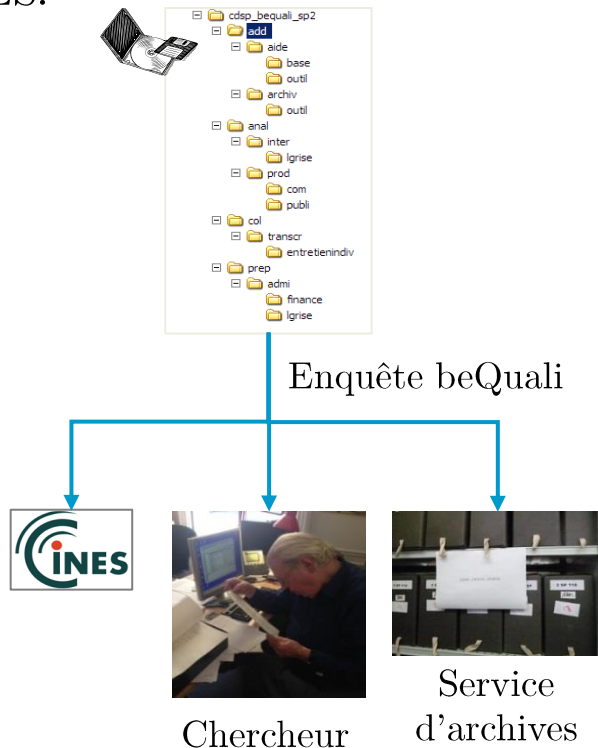 ES.
cdsp_bequali_sp2
add
aide
base
outil
archiv
outil
anal
inter
lgrise
prod
com
publi
col
transcr
entretienindiv
prep
admi
finance
lgrise
Enquête beQuali
CINES
Chercheur
Service
d'archives